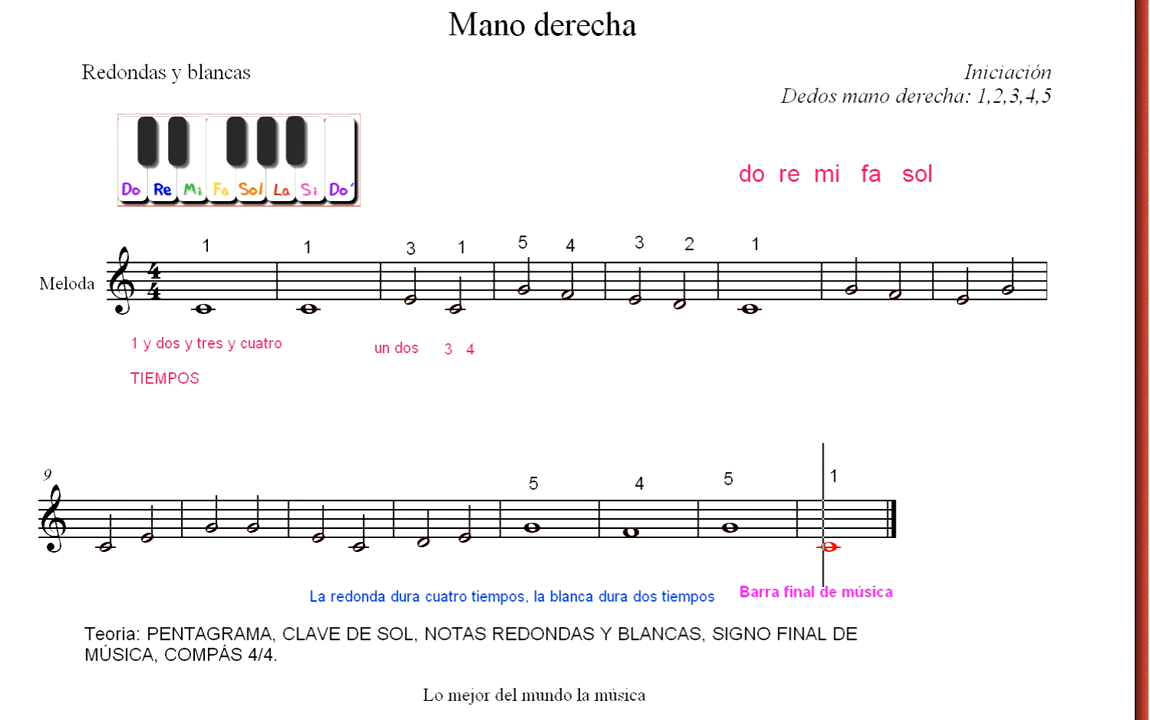 Mano derecha
Redondas y blancas
Iniciación
Dedos mano derecha: 1,2,3,4,5
do re mi fa sol
Do Re Mi Fa Sol La Si Do'
1 1 3 1 5 4 3 2 1
Meloda
4
4
1 y dos y tres y cuatro
un dos 3 4
TIEMPOS
9
5 4 5 1
La redonda dura cuatro tiempos, la blanca dura dos tiempos
Barra final de música
Teoría: PENTAGRAMA, CLAVE DE SOL, NOTAS REDONDAS Y BLANCAS, SIGNO FINAL DE
MÚSICA, COMPÁS 4/4.
Lo mejor del mundo la música